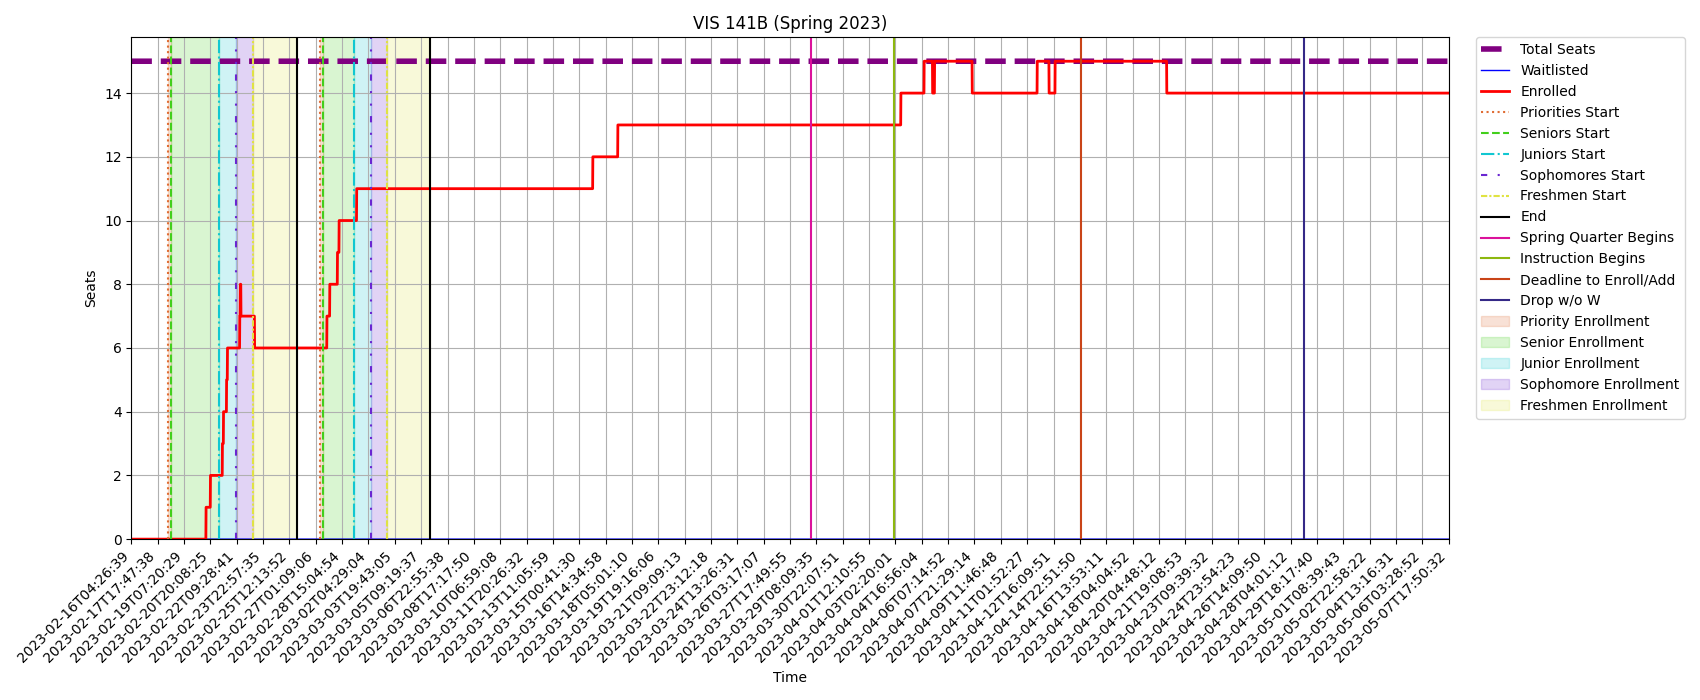 VIS 141B (Spring 2023)
Seats
14
12
10
8
6
4
2
0
2023-02-16T04:26:39
2023-02-17T17:47:38
2023-02-19T07:20:29
2023-02-20T20:08:25
2023-02-22T09:28:41
2023-02-23T22:57:35
2023-02-25T12:13:52
2023-02-27T01:09:06
2023-02-28T15:04:54
2023-03-02T04:29:04
2023-03-03T19:43:05
2023-03-05T09:19:37
2023-03-06T22:55:38
2023-03-08T17:17:50
2023-03-10T06:59:08
2023-03-11T20:26:32
2023-03-13T11:05:59
2023-03-15T00:41:30
2023-03-16T14:34:58
2023-03-18T05:01:10
2023-03-19T19:16:06
2023-03-21T09:09:13
2023-03-22T23:12:18
2023-03-24T13:26:31
2023-03-26T03:17:07
2023-03-27T17:49:55
2023-03-29T08:09:35
2023-03-30T22:07:51
2023-04-01T12:10:55
2023-04-03T02:20:01
2023-04-04T16:56:04
2023-04-06T07:14:52
2023-04-07T21:29:14
2023-04-09T11:46:48
2023-04-11T01:52:27
2023-04-12T16:09:51
2023-04-14T22:51:50
2023-04-16T13:53:11
2023-04-18T04:04:52
2023-04-20T04:48:12
2023-04-21T19:08:53
2023-04-23T09:39:32
2023-04-24T23:54:23
2023-04-26T14:09:50
2023-04-28T04:01:12
2023-04-29T18:17:40
2023-05-01T08:39:43
2023-05-02T22:58:22
2023-05-04T13:16:31
2023-05-06T03:28:52
2023-05-07T17:50:32
Time
Total Seats
Waitlisted
Enrolled
Priorities Start
Seniors Start
Juniors Start
Sophomores Start
Freshmen Start
End
Spring Quarter Begins
Instruction Begins
Deadline to Enroll/Add
Drop w/o W
Priority Enrollment
Senior Enrollment
Junior Enrollment
Sophomore Enrollment
Freshmen Enrollment